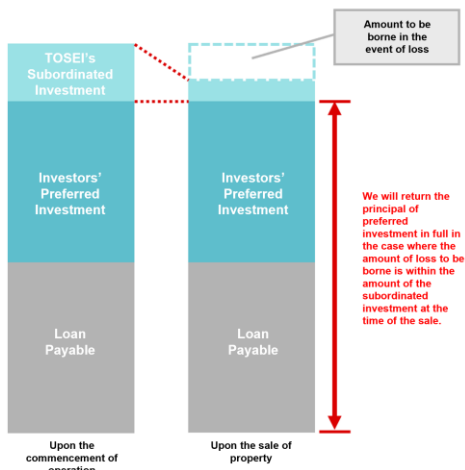 TOSEI's
Subordinated
Investment
Amount to be
borne in the
event of loss
Investors'
Preferred
Investment
Investors'
Preferred
Investment
We will return the
principal of
preferred
investment in full in
the case where the
amount of loss to be
borne is within the
amount of the
subordinated
investment at the
time of the sale.
Loan
Payable
Loan
Payable
Upon the
commencement of
operation
Upon the sale of
property